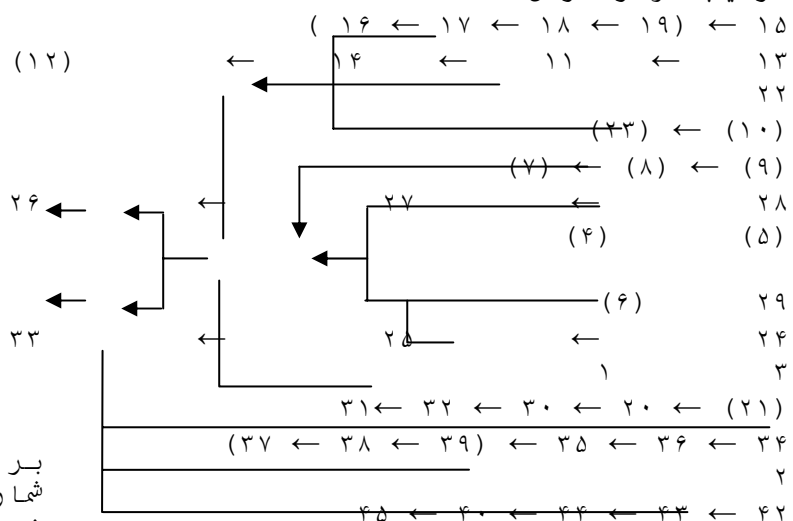 ۱۵ ← (۱۹ ← ۱۸ ← ۱۷ ← ۱۶ )
۱۳ ← ۱۱ ← ۱۴ ← (۱۲)
۲۲
(۱۰) ← (۲۳)
(۹) ← (۸) ← (۷)
۲۸ ← ۲۷ ← ۲۶
(۵) (۴)
۲۹ (۶)
۲۴ ← ۲۵ ← ۳۳
۳ ۱
(۲۱) ← ۲۰ ← ۳۰ ← ۳۲ ← ۳۱
۳۴ ← ۳۶ ← ۳۵ ← (۳۹ ← ۳۸ ← ۳۷)
بر
۲
شمار
۴۲ ← ۴۳ ← ۴۴ ← ۴۰ ← ۴۵